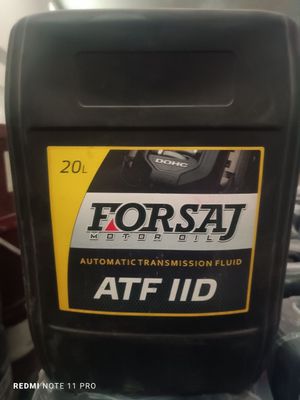 DOHC
20L
FORSAJ
MOTOR OIL
AUTOMATIC TRANSMISSION FLUID
ATF IID
REDMI NOTE 11 PRO